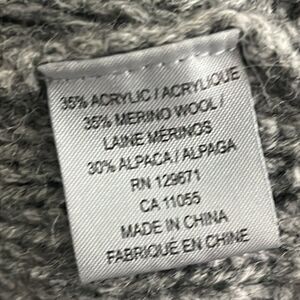 35% ACRYLIC / ACRYLIQUE
35% MERINO WOOL /
LAINE MERINOS
30% ALPACA / ALPAGA
RN 129671
CA 11055
MADE IN CHINA
FABRIQUÉ EN CHINE